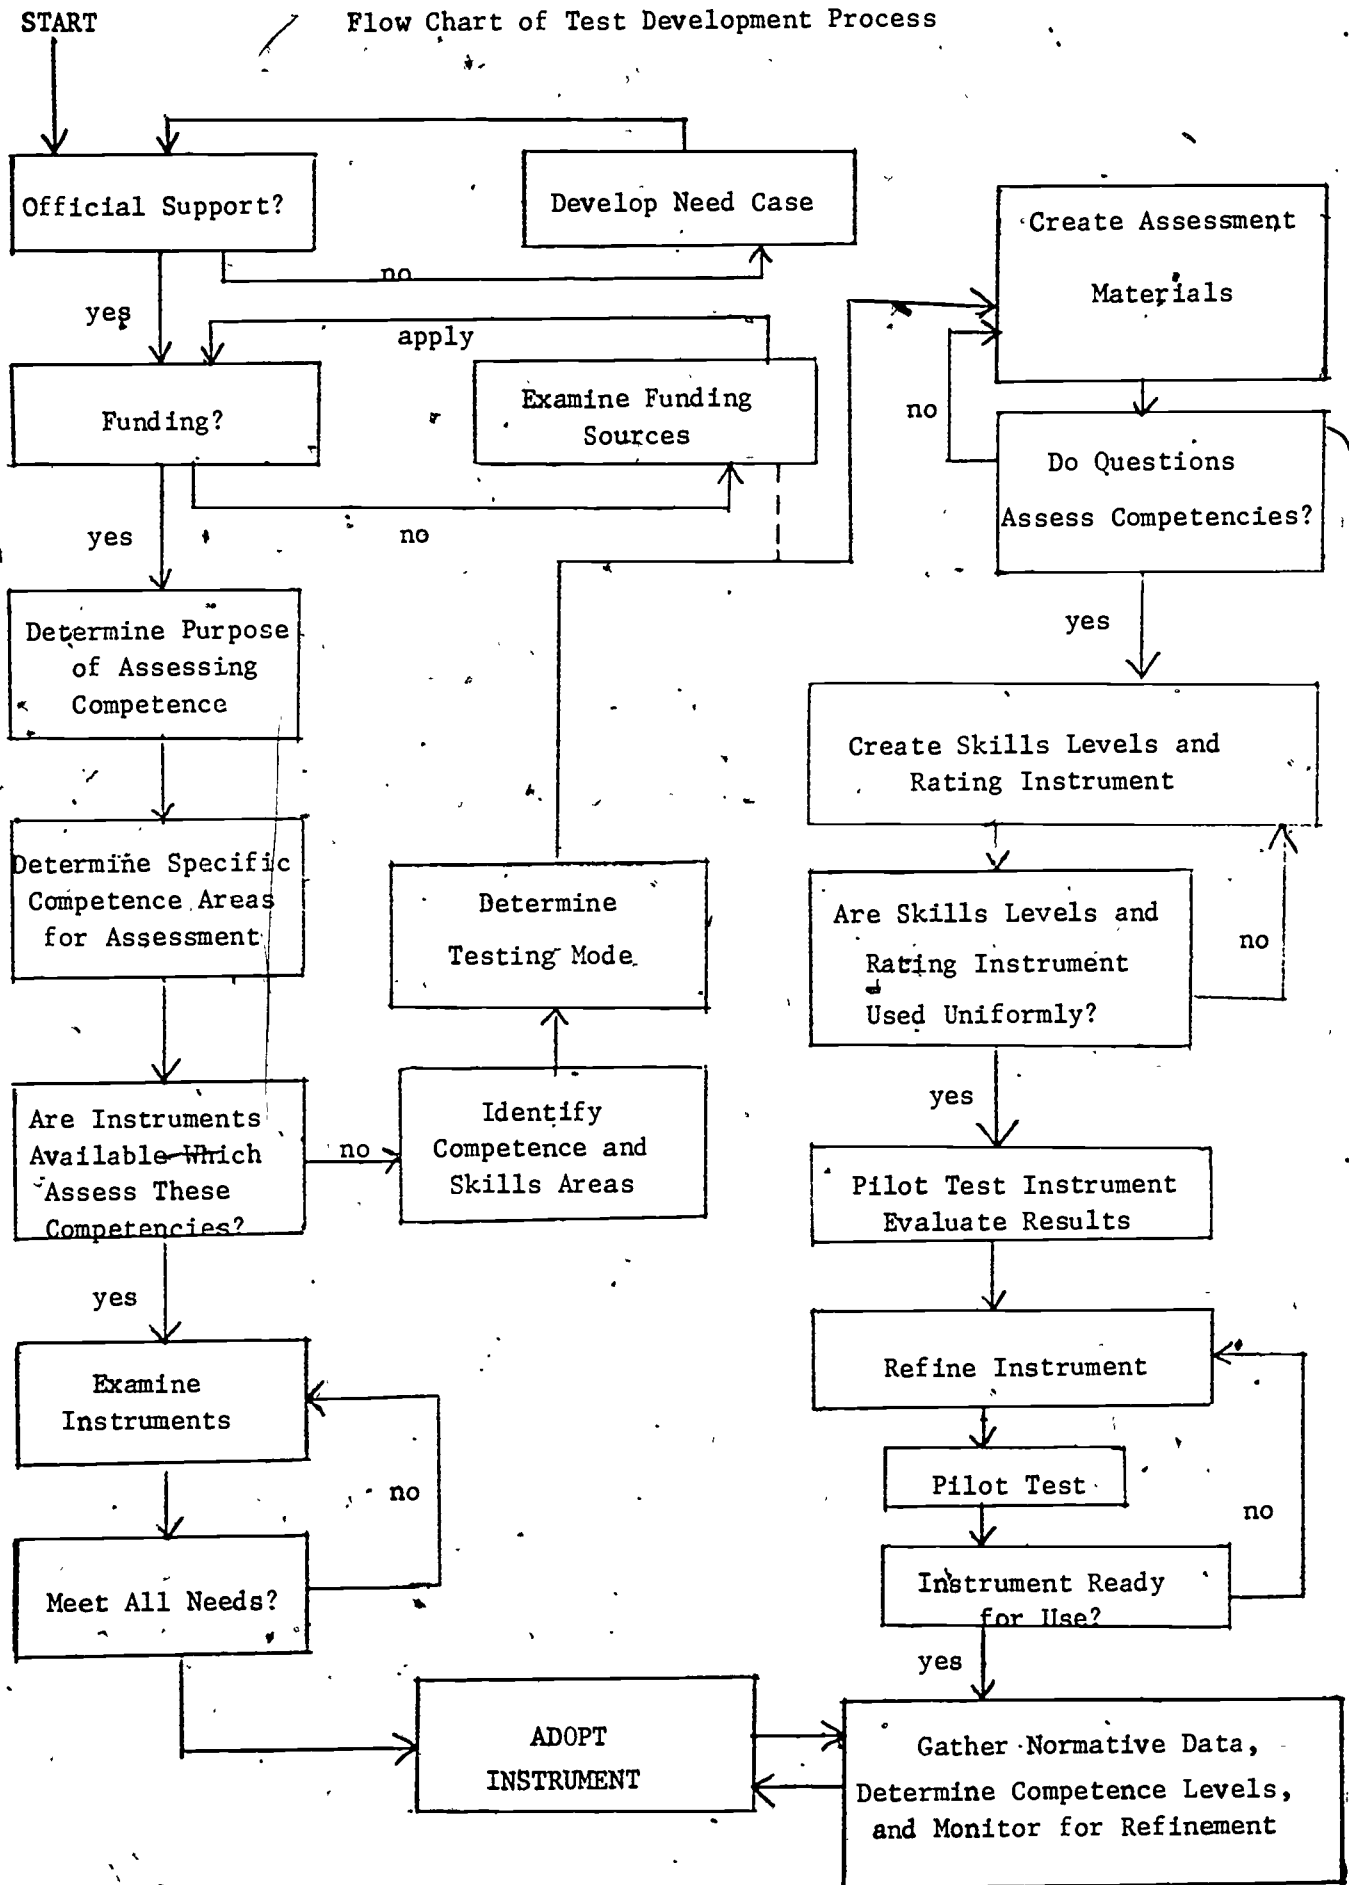 START
Flow Chart of Test Development Process
Official Support?
Develop Need Case
no
yes
apply
Funding?
Examine Funding
Sources
yes
no
Determine Purpose
of Assessing
Competence
Determine Specific
Competence Areas
for Assessment
Are Instruments
Available Which
Assess These
Competencies?
no
Identify
Competence and
Skills Areas
Determine
Testing Mode
yes
Examine
Instruments
no
Meet All Needs?
ADOPT
INSTRUMENT
Create Assessment
Materials
no
Do Questions
Assess Competencies?
yes
Create Skills Levels and
Rating Instrument
Are Skills Levels and
Rating Instrument
Used Uniformly?
no
yes
Pilot Test Instrument
Evaluate Results
Refine Instrument
Pilot Test
no
Instrument Ready
for Use?
yes
Gather Normative Data,
Determine Competence Levels,
and Monitor for Refinement